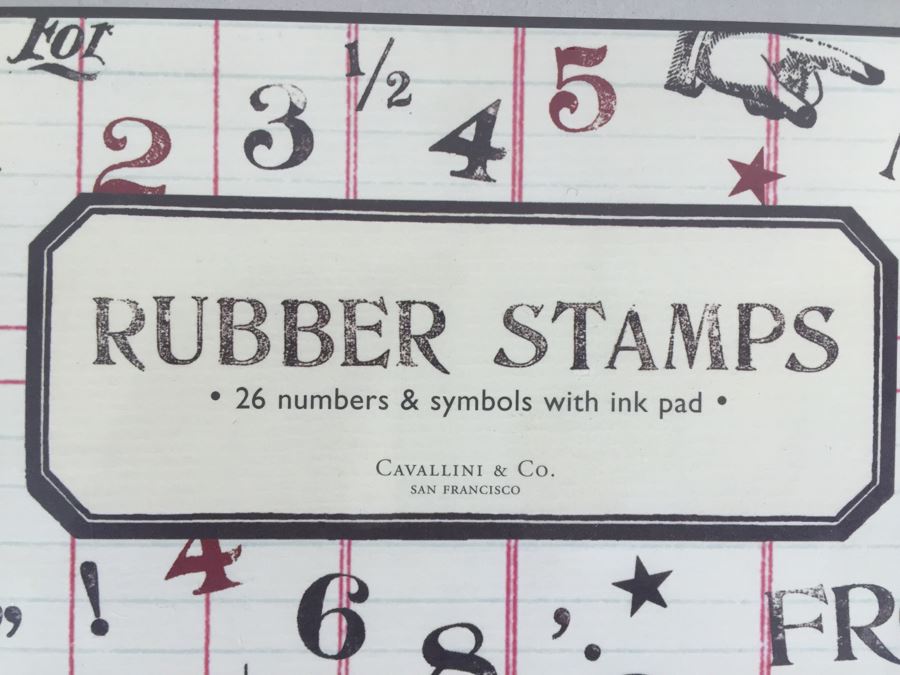 For
1/2
2 3 4 5
RUBBER STAMPS
• 26 numbers & symbols with ink pad •
CAVALLINI & CO.
SAN FRANCISCO
” ! 4 6 8 , .